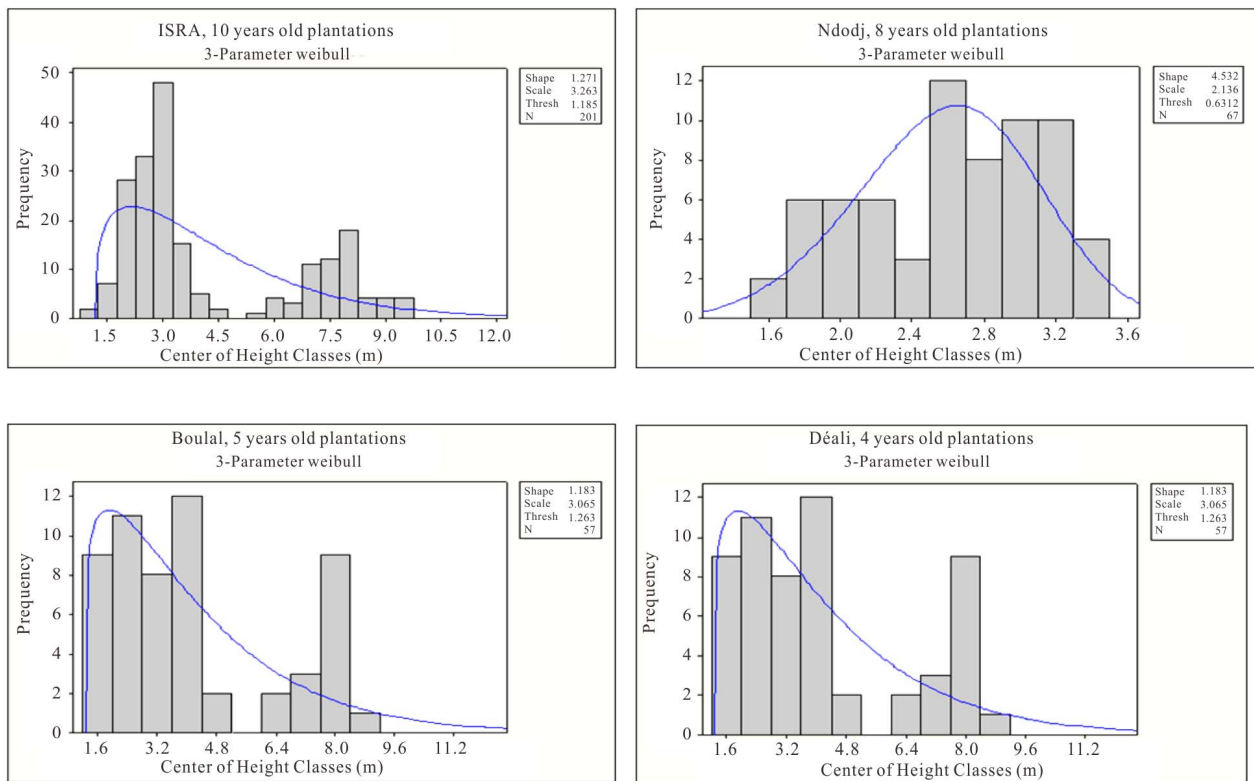 ISRA, 10 years old plantations
3-Parameter weibull
Shape 1.271
Scale 3.263
Thresh 1.185
N 201
Prequency
50
40
30
20
10
0
1.5 3.0 4.5 6.0 7.5 9.0 10.5 12.0
Center of Height Classes (m)
Ndodj, 8 years old plantations
3-Parameter weibull
Shape 4.532
Scale 2.136
Thresh 0.6312
N 67
Prequency
12
10
8
6
4
2
0
1.6 2.0 2.4 2.8 3.2 3.6
Center of Height Classes (m)
Boulal, 5 years old plantations
3-Parameter weibull
Shape 1.183
Scale 3.065
Thresh 1.263
N 57
Prequency
12
10
8
6
4
2
0
1.6 3.2 4.8 6.4 8.0 9.6 11.2
Center of Height Classes (m)
Déali, 4 years old plantations
3-Parameter weibull
Shape 1.183
Scale 3.065
Thresh 1.263
N 57
Prequency
12
10
8
6
4
2
0
1.6 3.2 4.8 6.4 8.0 9.6 11.2
Center of Height Classes (m)